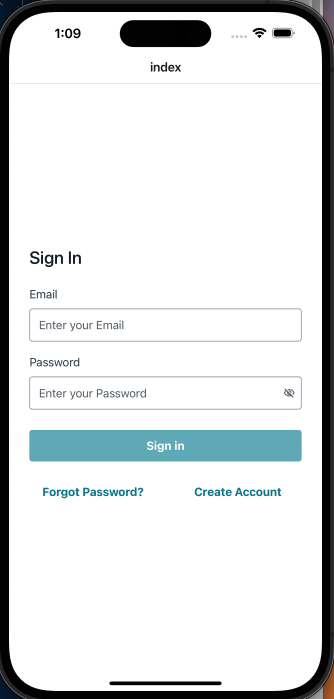 1:09
index
Sign In
Email
Enter your Email
Password
Enter your Password
Sign in
Forgot Password? Create Account